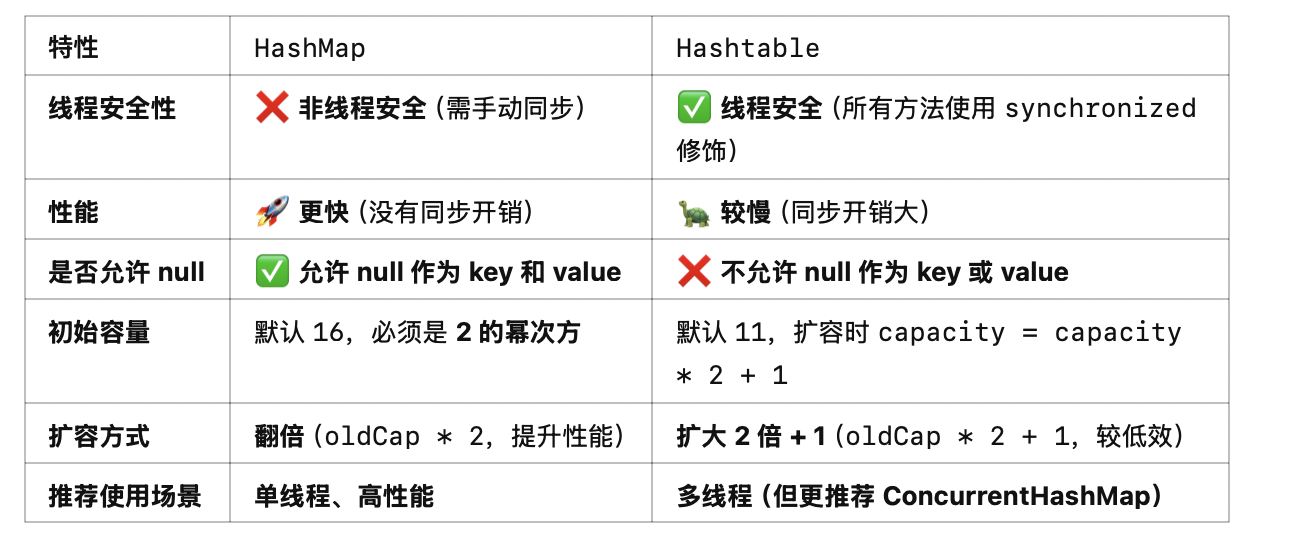 特性 HashMap Hashtable
线程安全性 ❌ 非线程安全（需手动同步） ✅ 线程安全（所有方法使用 synchronized
修饰）
性能 🚀 更快（没有同步开销） 🐢 较慢（同步开销大）
是否允许 null ✅ 允许 null 作为 key 和 value ❌ 不允许 null 作为 key 或 value
初始容量 默认 16，必须是 2 的幂次方 默认 11，扩容时 capacity = capacity
* 2 + 1
扩容方式 翻倍（oldCap * 2，提升性能） 扩大 2 倍 + 1（oldCap * 2 + 1，较低效）
推荐使用场景 单线程、高性能 多线程（但更推荐 ConcurrentHashMap）